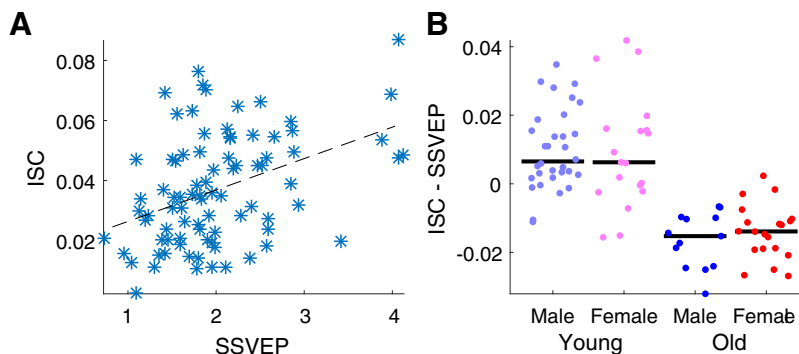 A
ISC
0.08
0.06
0.04
0.02
1 2 3 4
SSVEP
B
ISC - SSVEP
0.04
0.02
0
-0.02
Male Female Male Female
Young Old